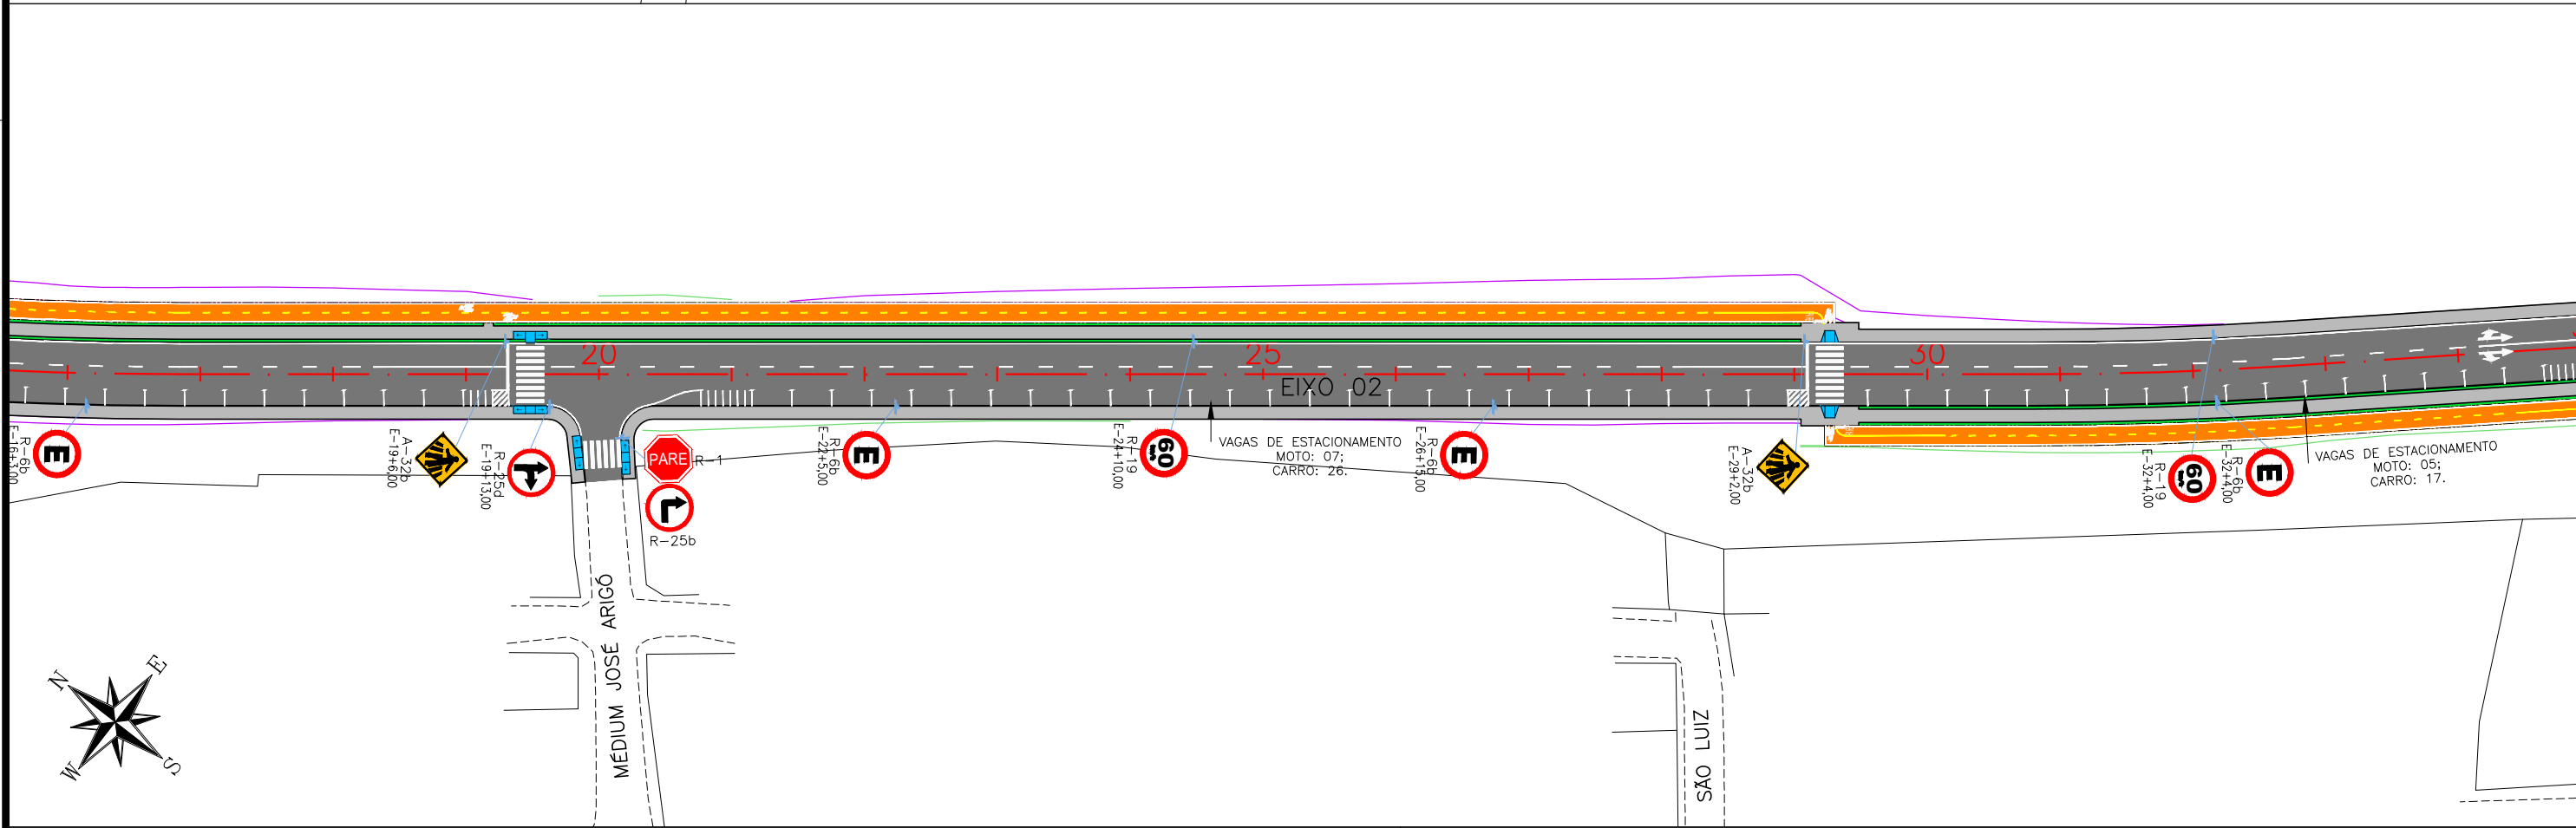 20
25
30
EIXO 02
R-6b
E-16+3,00
E
A-32b
E-19+6,00
R-25d
E-19+13,00
PARE
R-1
R-25b
R-6b
E-22+5,00
E
R-19
E-24+10,00
60
VAGAS DE ESTACIONAMENTO
MOTO: 07;
CARRO: 26.
R-6b
E-26+15,00
E
A-32b
E-29+2,00
R-19
E-32+4,00
60
R-6b
E-32+4,00
E
VAGAS DE ESTACIONAMENTO
MOTO: 05;
CARRO: 17.
MÉDIUM JOSÉ ARIGÓ
SÃO LUIZ
N
E
W
S